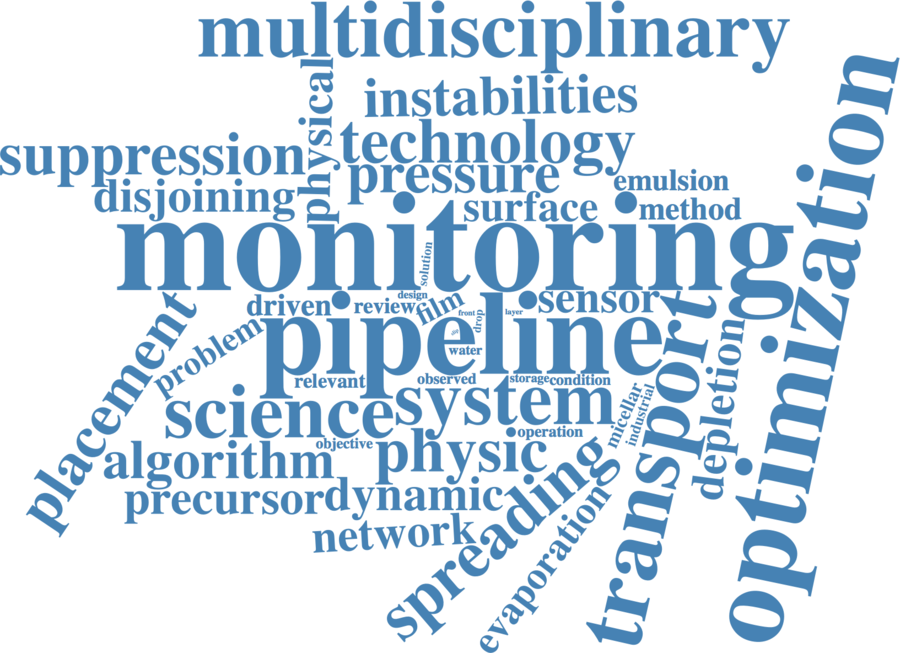 multidisciplinary
instabilities
physical
technology
suppression
pressure
emulsion
disjoining
surface
method
monitoring
optimization
solution
design
driven
review
film
front
drop
layer
sensor
pipeline
water
placement
problem
relevant
observed
storage
condition
transport
depletion
science
system
micellar
industrial
objective
operation
algorithm
physic
precursor
dynamic
spreading
network
evaporation